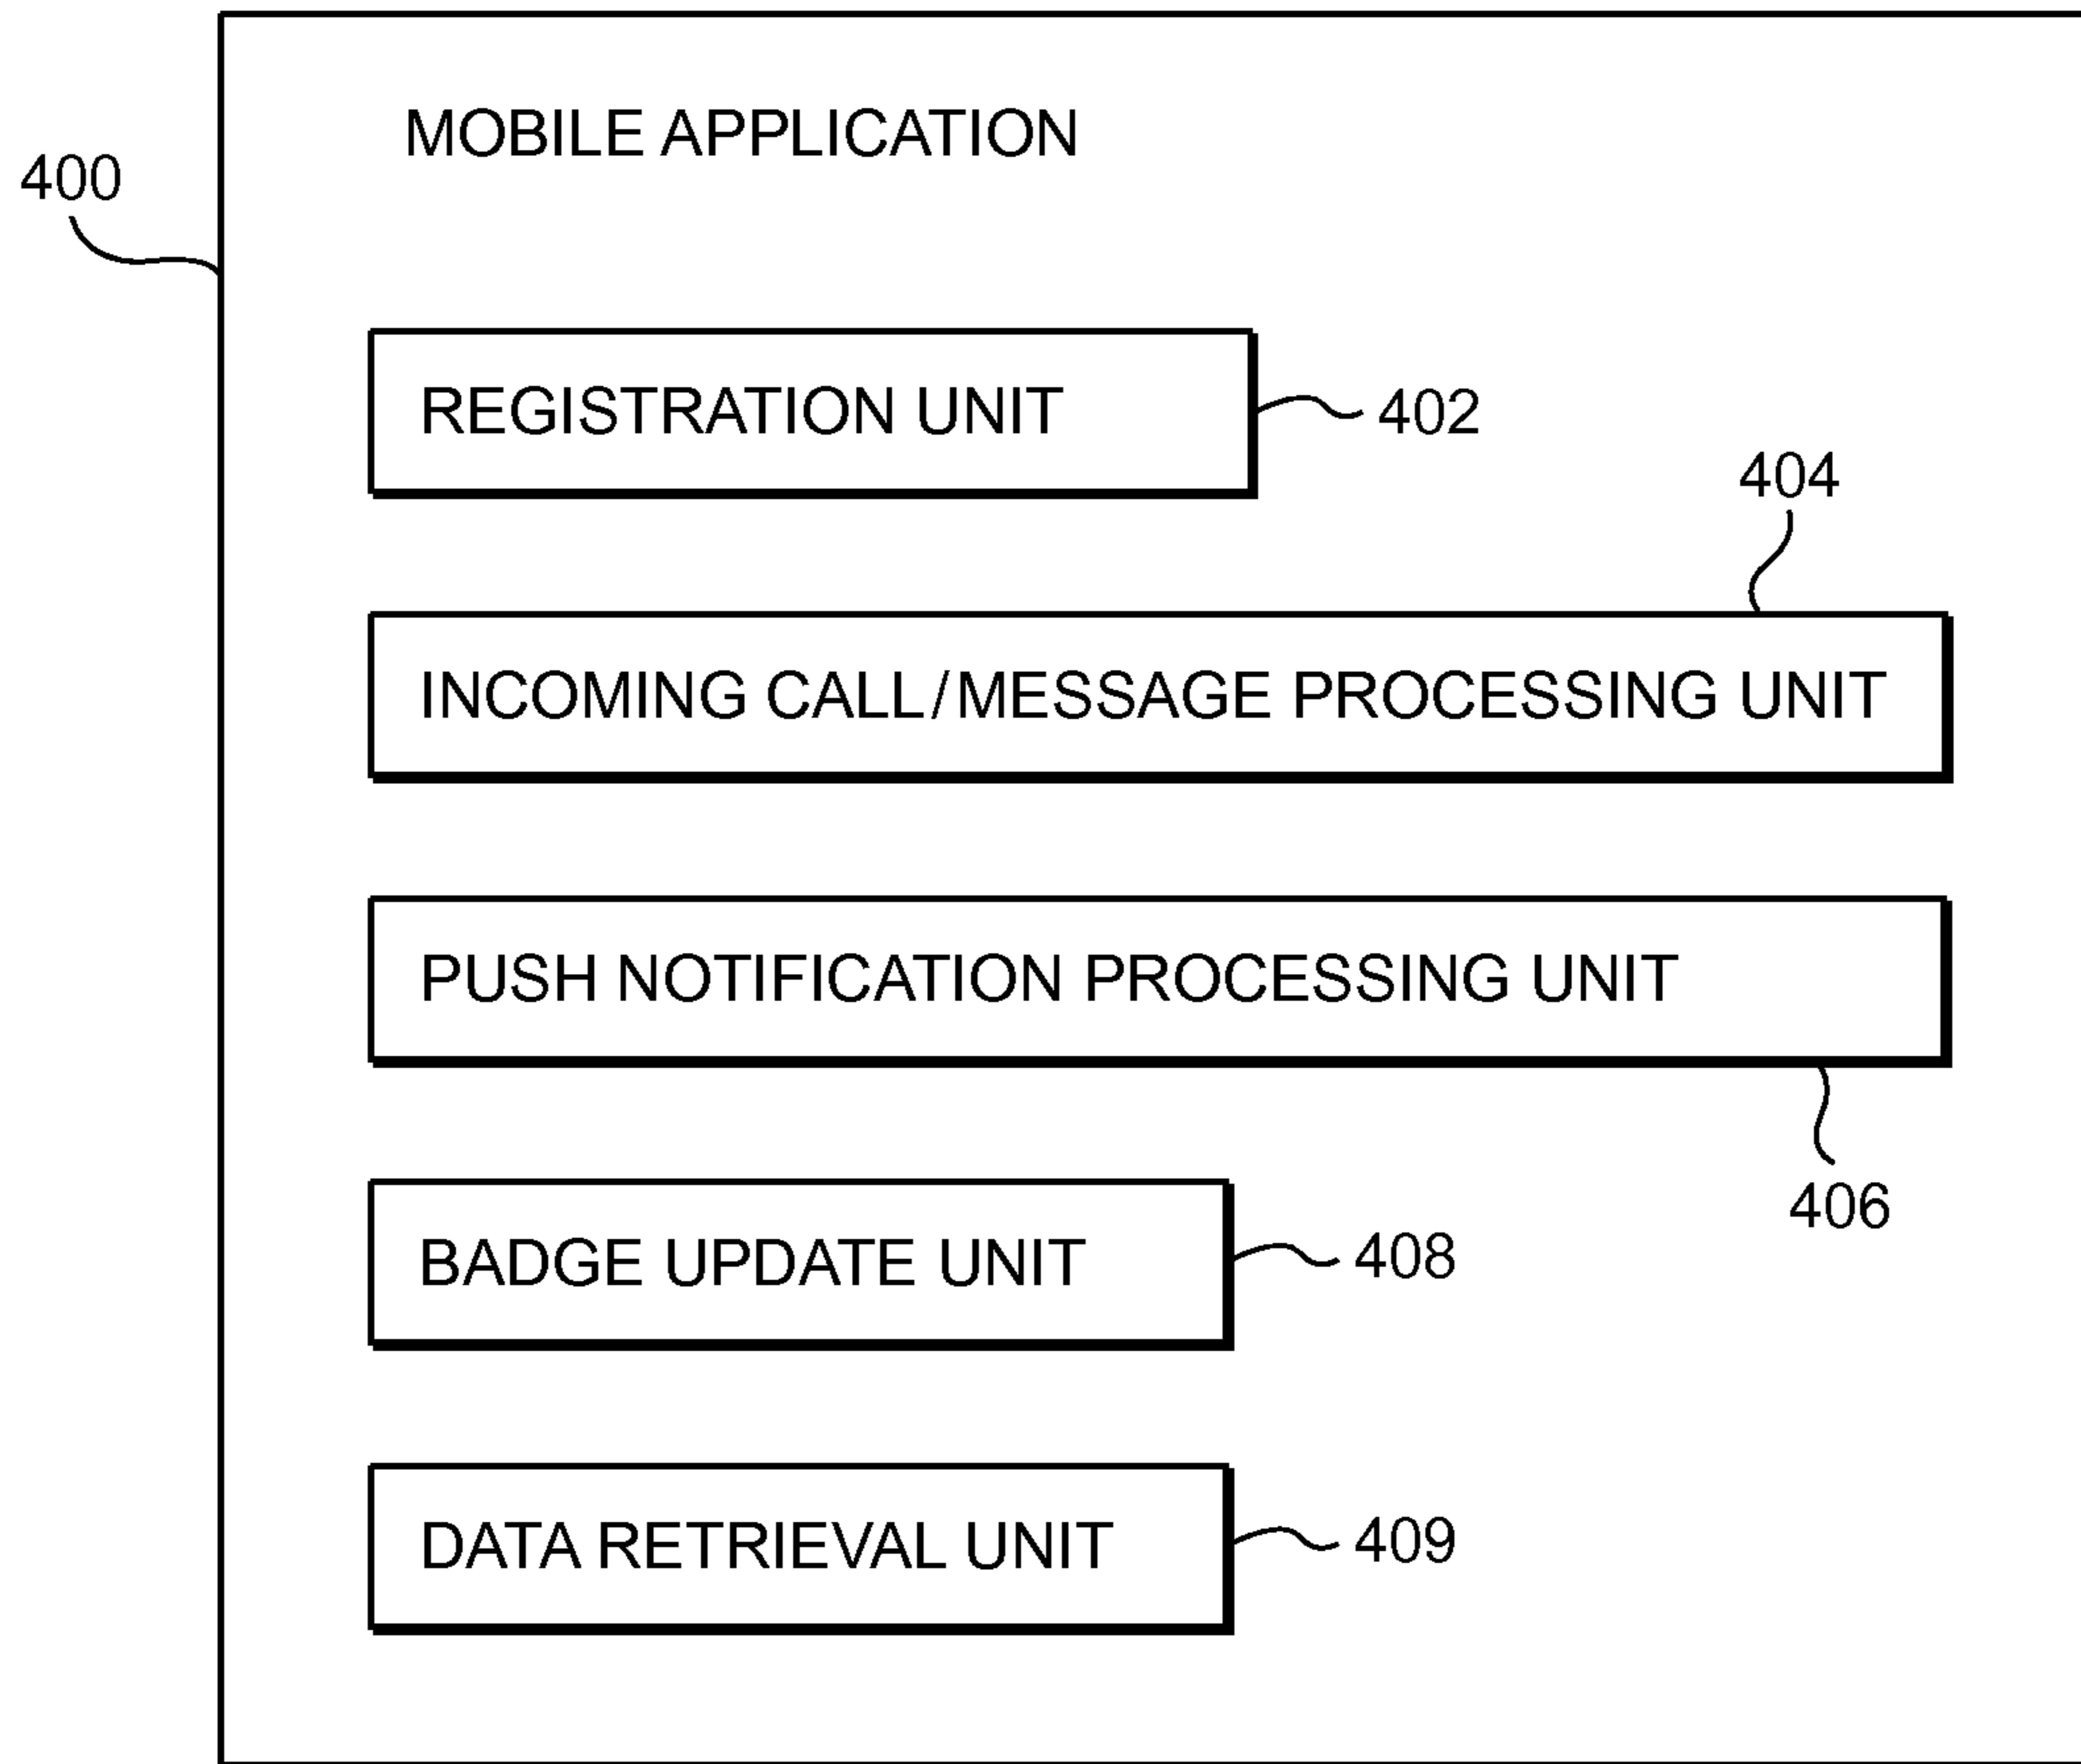 MOBILE APPLICATION
400
REGISTRATION UNIT
402
404
INCOMING CALL/MESSAGE PROCESSING UNIT
PUSH NOTIFICATION PROCESSING UNIT
406
BADGE UPDATE UNIT
408
DATA RETRIEVAL UNIT
409